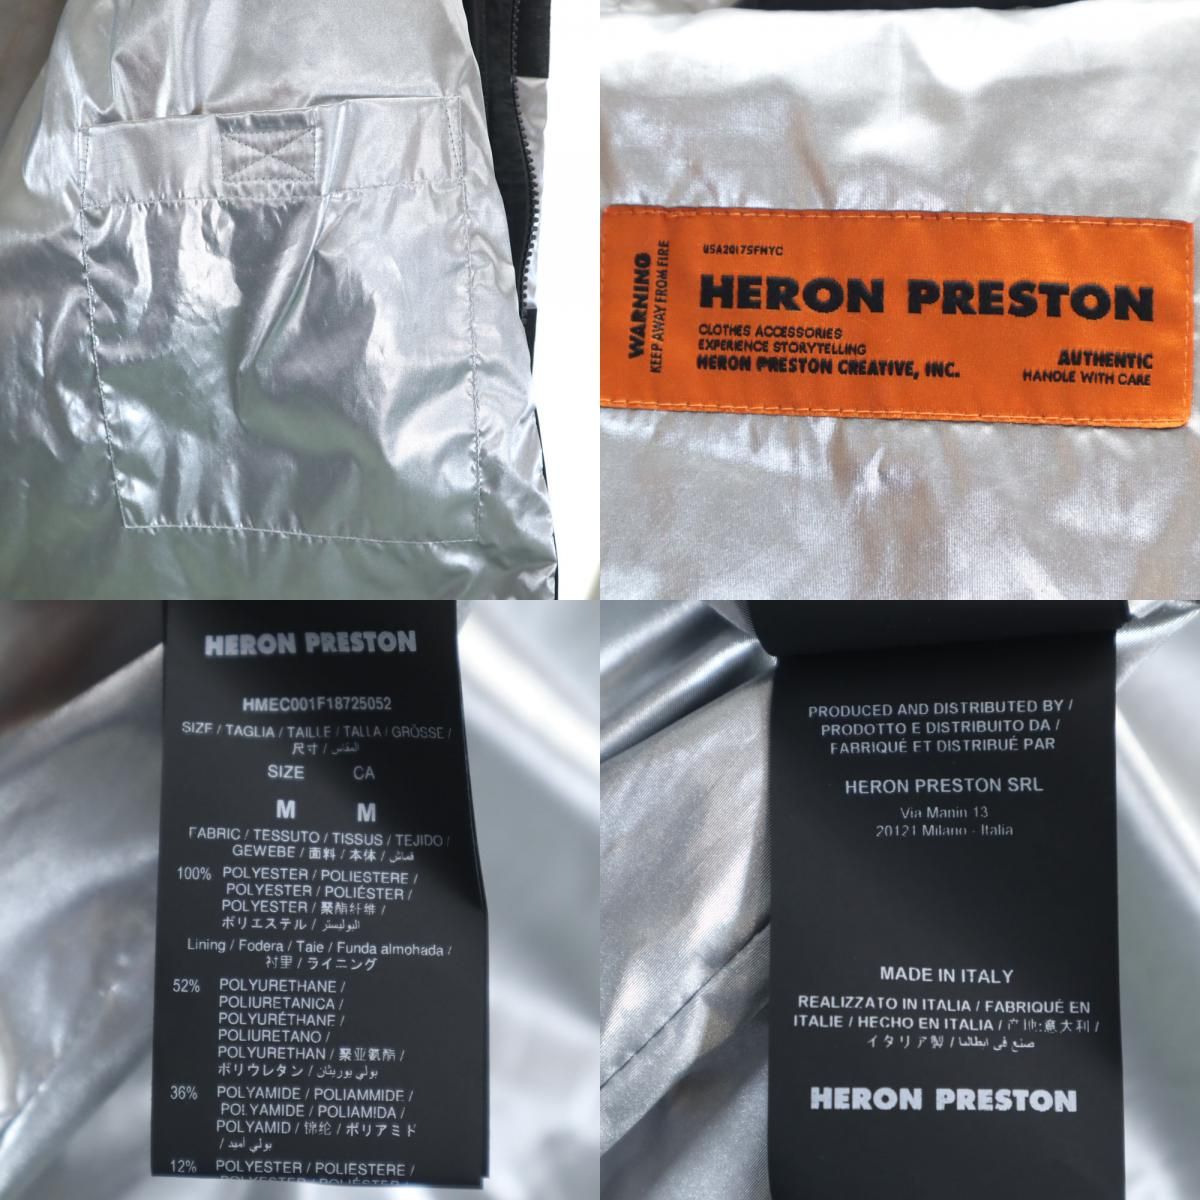 WARNING
KEEP AWAY FROM FIRE
USA2017SFNYC
HERON PRESTON
CLOTHES ACCESSORIES
EXPERIENCE STORYTELLING
HERON PRESTON CREATIVE, INC.
AUTHENTIC
HANDLE WITH CARE
HERON PRESTON
HMEC001F18725052
SIZE / TAGLIA / TAILLE / TALLA / GRÖSSE /
尺寸 / المقاس
SIZE CA
M M
FABRIC / TESSUTO / TISSUS / TEJIDO /
GEWEBE / 面料 / 本体 / قماش
100% POLYESTER / POLIESTERE /
POLYESTER / POLIÉSTER /
POLYESTER / 聚酯纤维 /
ポリエステル / البوليستر
Lining / Fodera / Taie / Funda almohada /
衬里 / ライニング
52% POLYURETHANE /
POLIURETANICA /
POLYURÉTHANE /
POLIURETANO /
POLYURETHAN / 聚亚氨酯 /
ポリウレタン / بولي يوريثان
36% POLYAMIDE / POLIAMMIDE /
POLYAMIDE / POLIAMIDA /
POLYAMID / 锦纶 / ポリアミド
/ بولي أميد
12% POLYESTER / POLIESTERE /
PRODUCED AND DISTRIBUTED BY /
PRODOTTO E DISTRIBUITO DA /
FABRIQUÉ ET DISTRIBUÉ PAR
HERON PRESTON SRL
Via Manin 13
20121 Milano - Italia
MADE IN ITALY
REALIZZATO IN ITALIA / FABRIQUÉ EN
ITALIE / HECHO EN ITALIA / 产地:意大利 /
イタリア製 / صنع في ايطاليا
HERON PRESTON